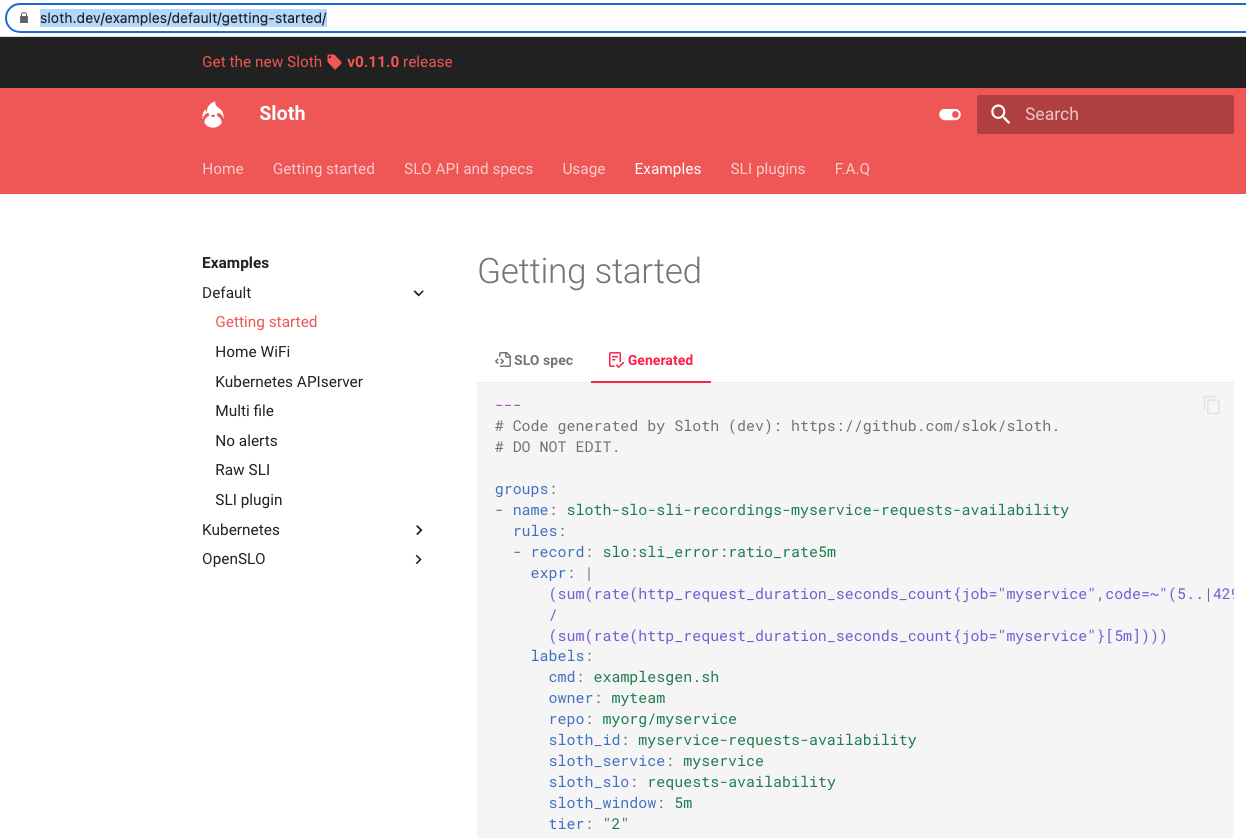 sloth.dev/examples/default/getting-started/
Get the new Sloth v0.11.0 release
Sloth
Search
Home Getting started SLO API and specs Usage Examples SLI plugins F.A.Q
Examples
Default
Getting started
Home WiFi
Kubernetes APIserver
Multi file
No alerts
Raw SLI
SLI plugin
Kubernetes
OpenSLO
Getting started
SLO spec Generated
---
# Code generated by Sloth (dev): https://github.com/slok/sloth.
# DO NOT EDIT.
groups:
- name: sloth-slo-sli-recordings-myservice-requests-availability
rules:
- record: slo:sli_error:ratio_rate5m
expr: |
(sum(rate(http_request_duration_seconds_count{job="myservice",code=~"(5..|429
/
(sum(rate(http_request_duration_seconds_count{job="myservice"}[5m])))
labels:
cmd: examplesgen.sh
owner: myteam
repo: myorg/myservice
sloth_id: myservice-requests-availability
sloth_service: myservice
sloth_slo: requests-availability
sloth_window: 5m
tier: "2"